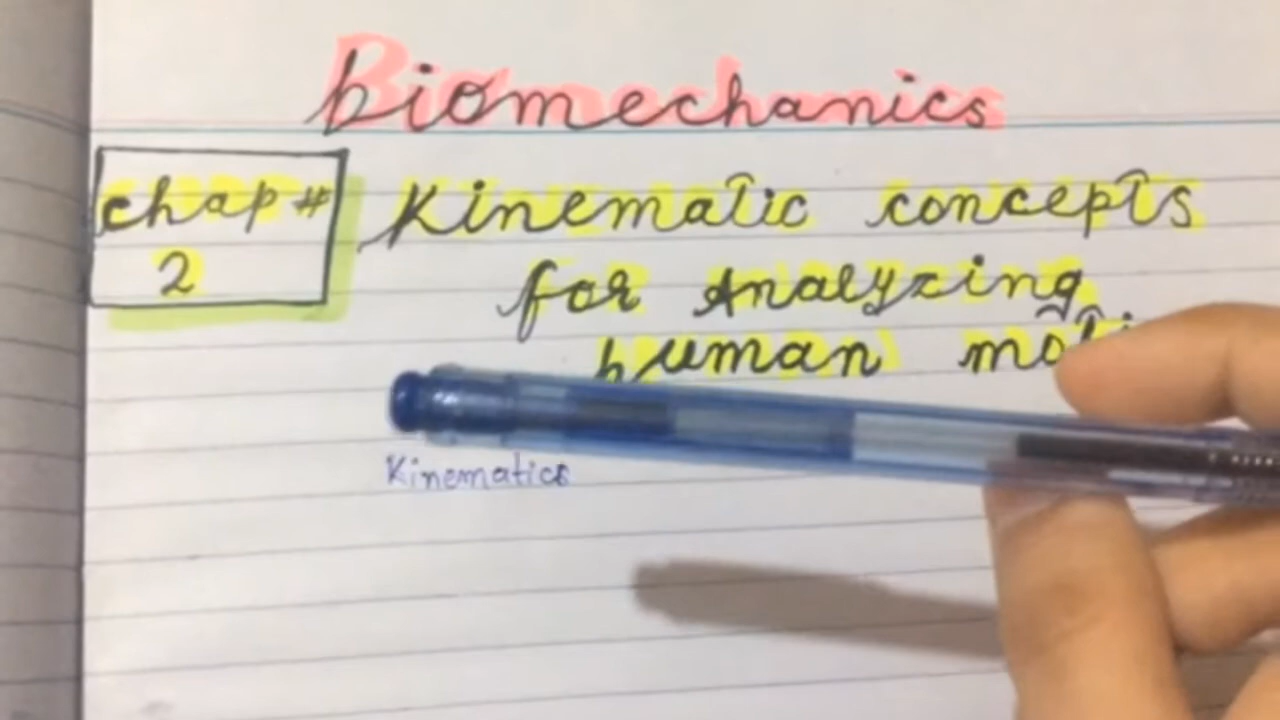 Biomechanics
chap #
2
Kinematic concepts
for Analyzing
human
Kinematics